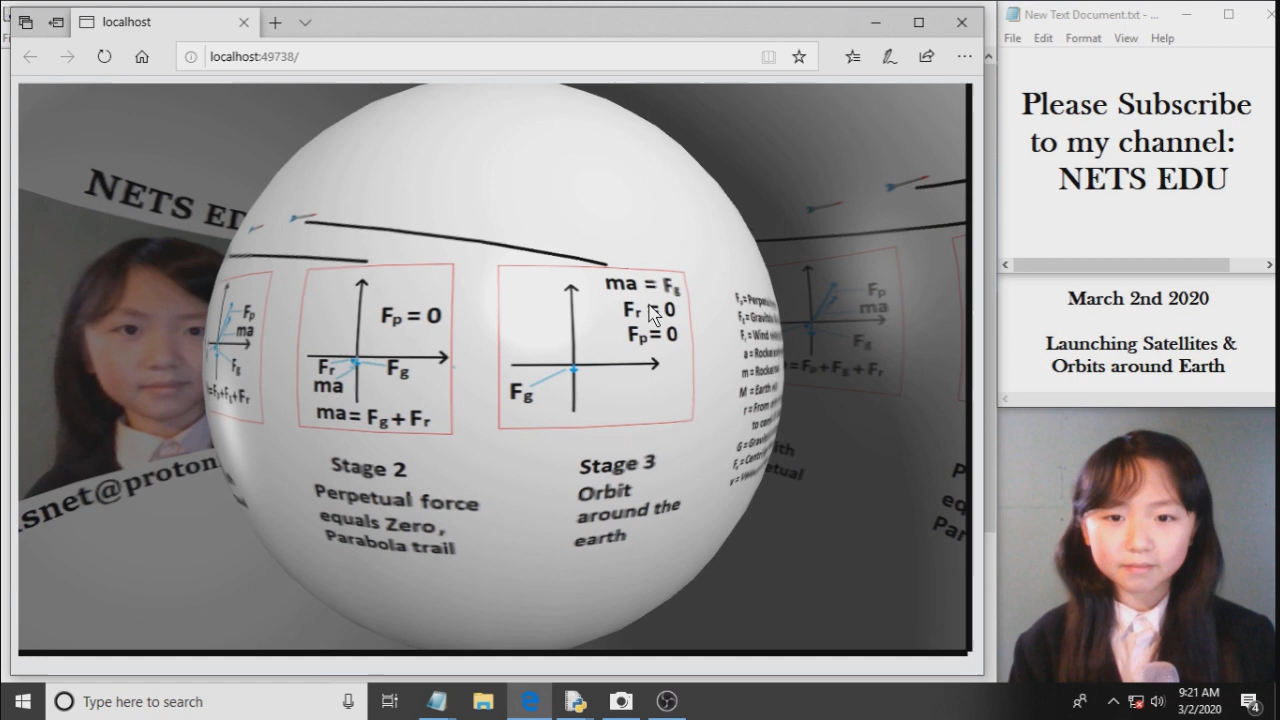 localhost
localhost:49738/
New Text Document.txt - ...
File Edit Format View Help
Please Subscribe
to my channel:
NETS EDU
March 2nd 2020
Launching Satellites &
Orbits around Earth
NETS ED
isnet@proton
Fp
ma
Fg
Fp = 0
Fr
Fg
ma
ma = Fg + Fr
Stage 2
Perpetual force
equals Zero,
Parabola trail
ma = Fg
Fr = 0
Fp = 0
Fg
Stage 3
Orbit
around the
earth
Fp
ma
Fg
= Fp + Fg + Fr
Type here to search
9:21 AM
3/2/2020
4